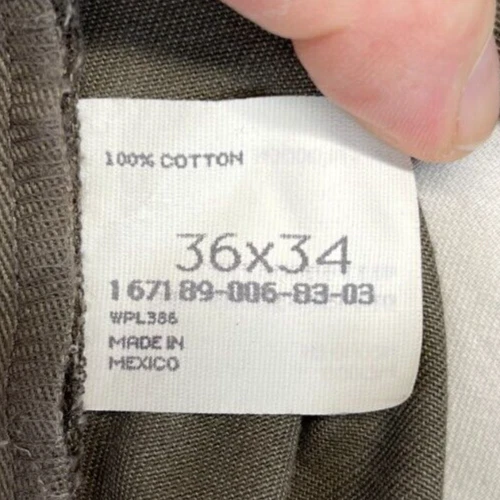 100% COTTON
36x34
167189-006-83-03
WPL386
MADE IN
MEXICO